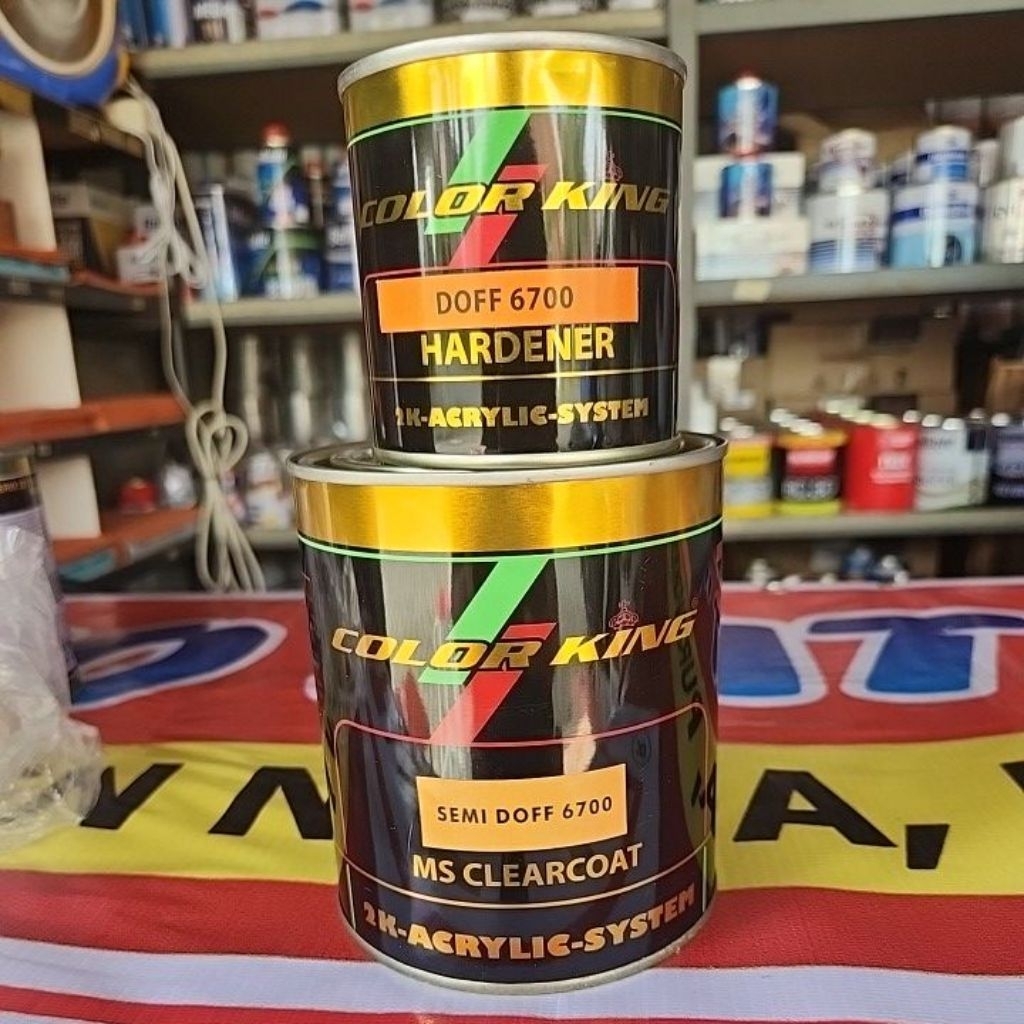 COLOR KING
DOFF 6700
HARDENER
2K-ACRYLIC-SYSTEM
COLOR KING
SEMI DOFF 6700
MS CLEARCOAT
2K-ACRYLIC-SYSTEM